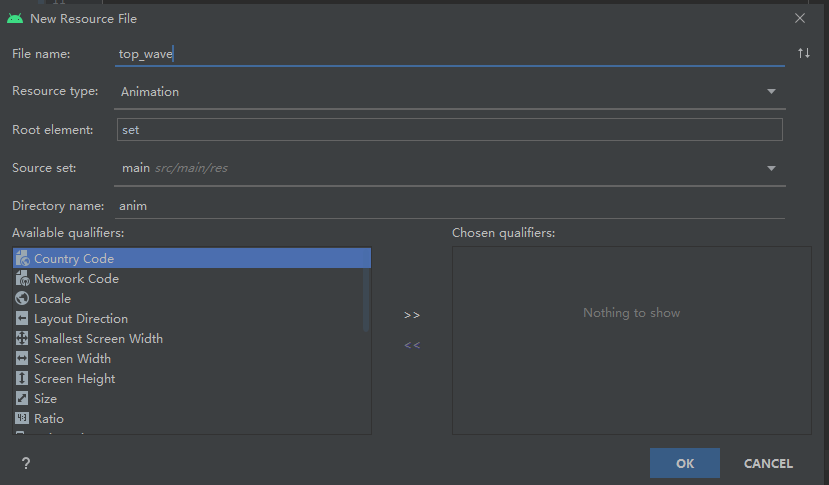 New Resource File
File name: top_wave
Resource type: Animation
Root element: set
Source set: main src/main/res
Directory name: anim
Available qualifiers: Chosen qualifiers:
Country Code
Network Code
Locale
Layout Direction
Smallest Screen Width
Screen Width
Screen Height
Size
Ratio
>>
<<
Nothing to show
? OK CANCEL